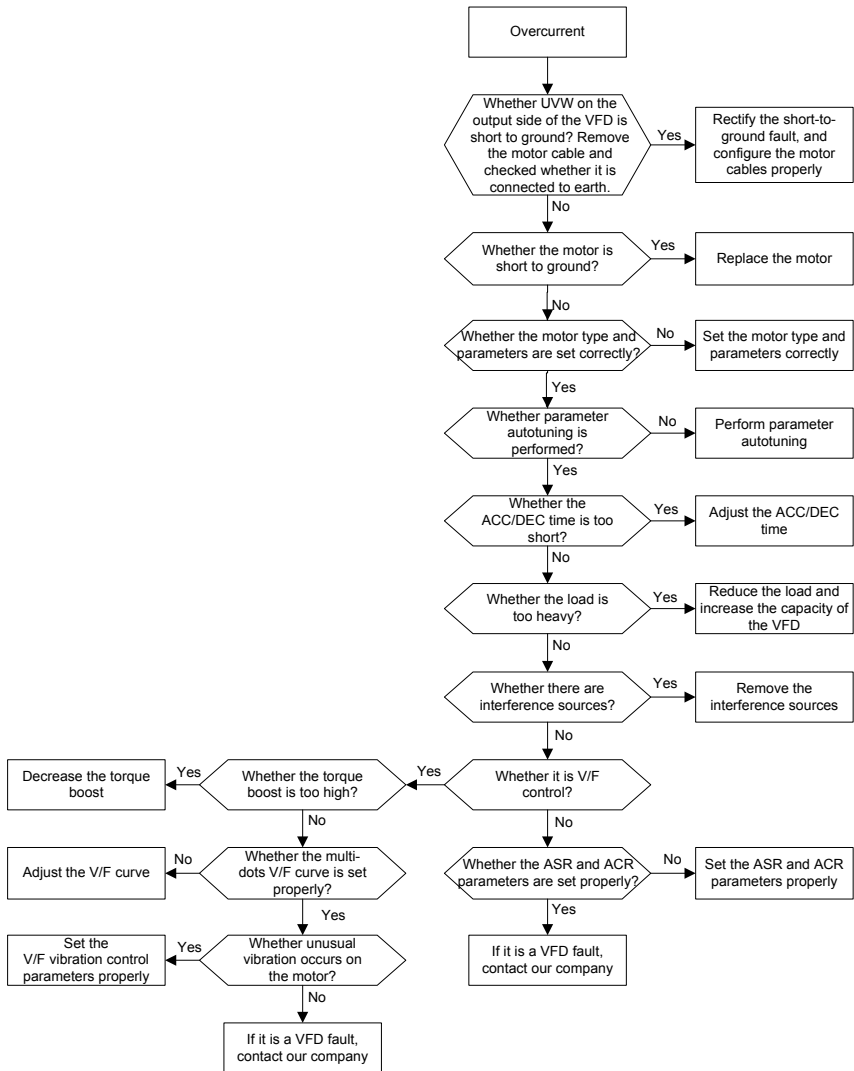 Overcurrent
Whether UVW on the
output side of the VFD is
short to ground? Remove
the motor cable and
checked whether it is
connected to earth.
Yes
Rectify the short-to-
ground fault, and
configure the motor
cables properly
No
Whether the motor is
short to ground?
Yes
Replace the motor
No
Whether the motor type and
parameters are set correctly?
No
Set the motor type and
parameters correctly
Yes
Whether parameter
autotuning is
performed?
No
Perform parameter
autotuning
Yes
Whether the
ACC/DEC time is too
short?
Yes
Adjust the ACC/DEC
time
No
Whether the load is
too heavy?
Yes
Reduce the load and
increase the capacity of
the VFD
No
Whether there are
interference sources?
Yes
Remove the
interference sources
No
Whether it is V/F
control?
Yes
Whether the torque
boost is too high?
Yes
Decrease the torque
boost
No
Whether the multi-
dots V/F curve is set
properly?
No
Adjust the V/F curve
Yes
Whether unusual
vibration occurs on
the motor?
Yes
Set the
V/F vibration control
parameters properly
No
If it is a VFD fault,
contact our company
No
Whether the ASR and ACR
parameters are set properly?
No
Set the ASR and ACR
parameters properly
Yes
If it is a VFD fault,
contact our company